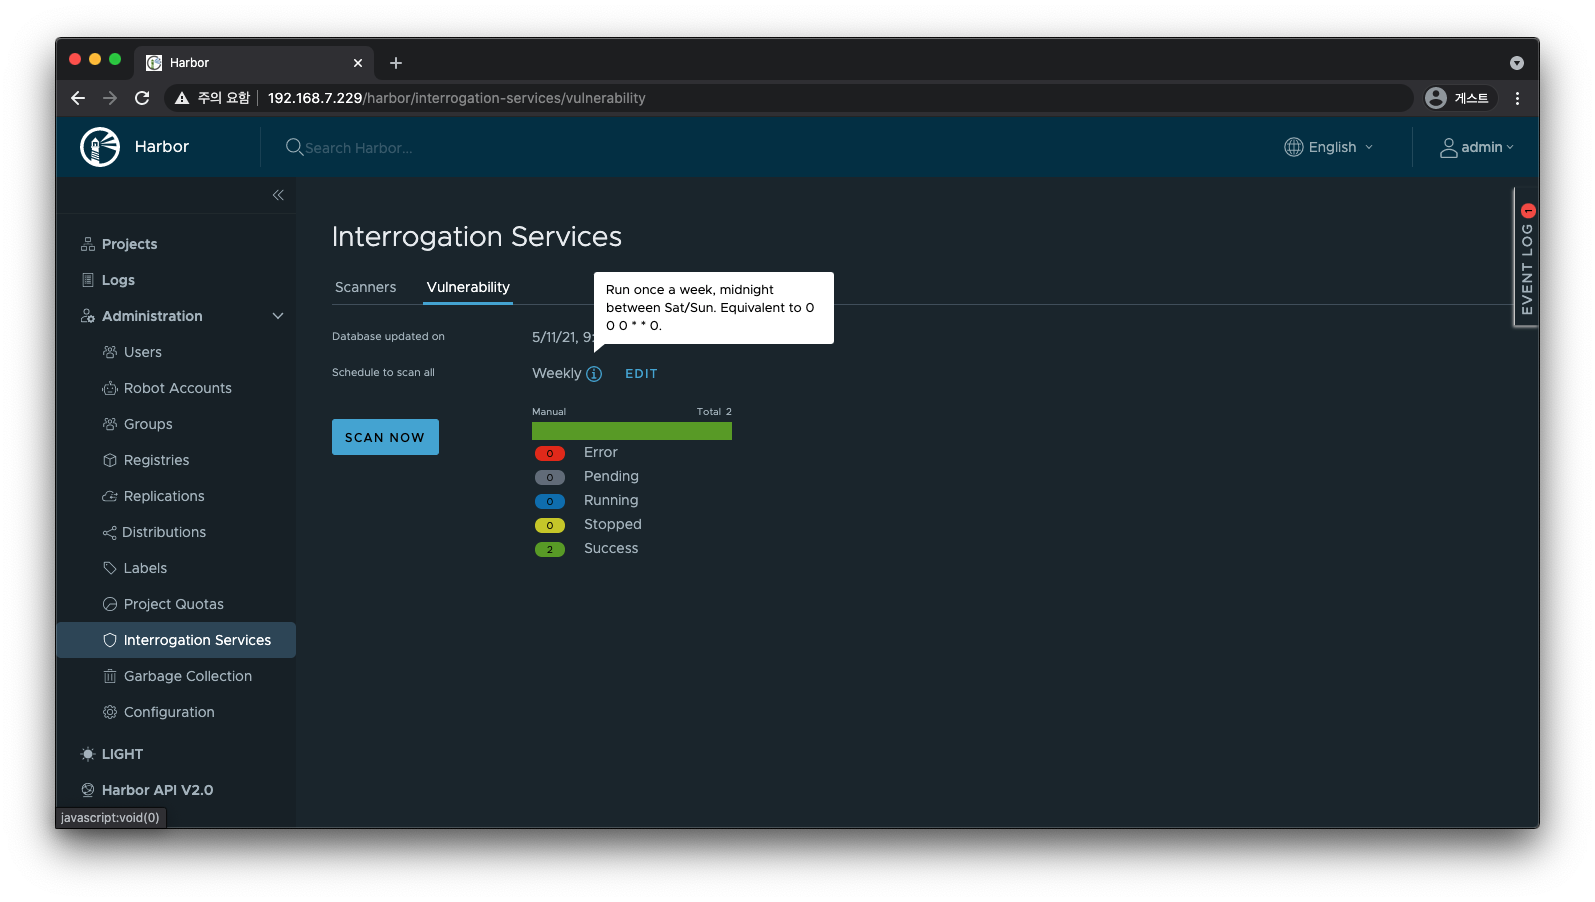 Harbor
주의 요함 192.168.7.229/harbor/interrogation-services/vulnerability
게스트
Harbor
Search Harbor...
English
admin
Projects
Logs
Administration
Users
Robot Accounts
Groups
Registries
Replications
Distributions
Labels
Project Quotas
Interrogation Services
Garbage Collection
Configuration
LIGHT
Harbor API V2.0
javascript:void(0)
Interrogation Services
Scanners Vulnerability
Run once a week, midnight
between Sat/Sun. Equivalent to 0
0 0 * * 0.
Database updated on 5/11/21, 9:
Schedule to scan all Weekly EDIT
SCAN NOW
Manual Total 2
0 Error
0 Pending
0 Running
0 Stopped
2 Success
EVENT LOG 1